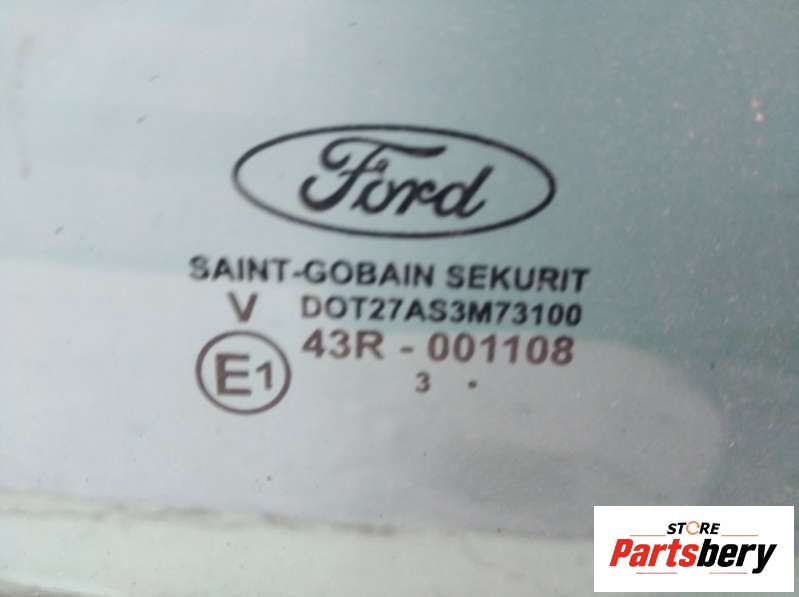 Ford
SAINT-GOBAIN SEKURIT
V DOT27AS3M73100
E1 43R - 001108
3 .
STORE
Partsbery